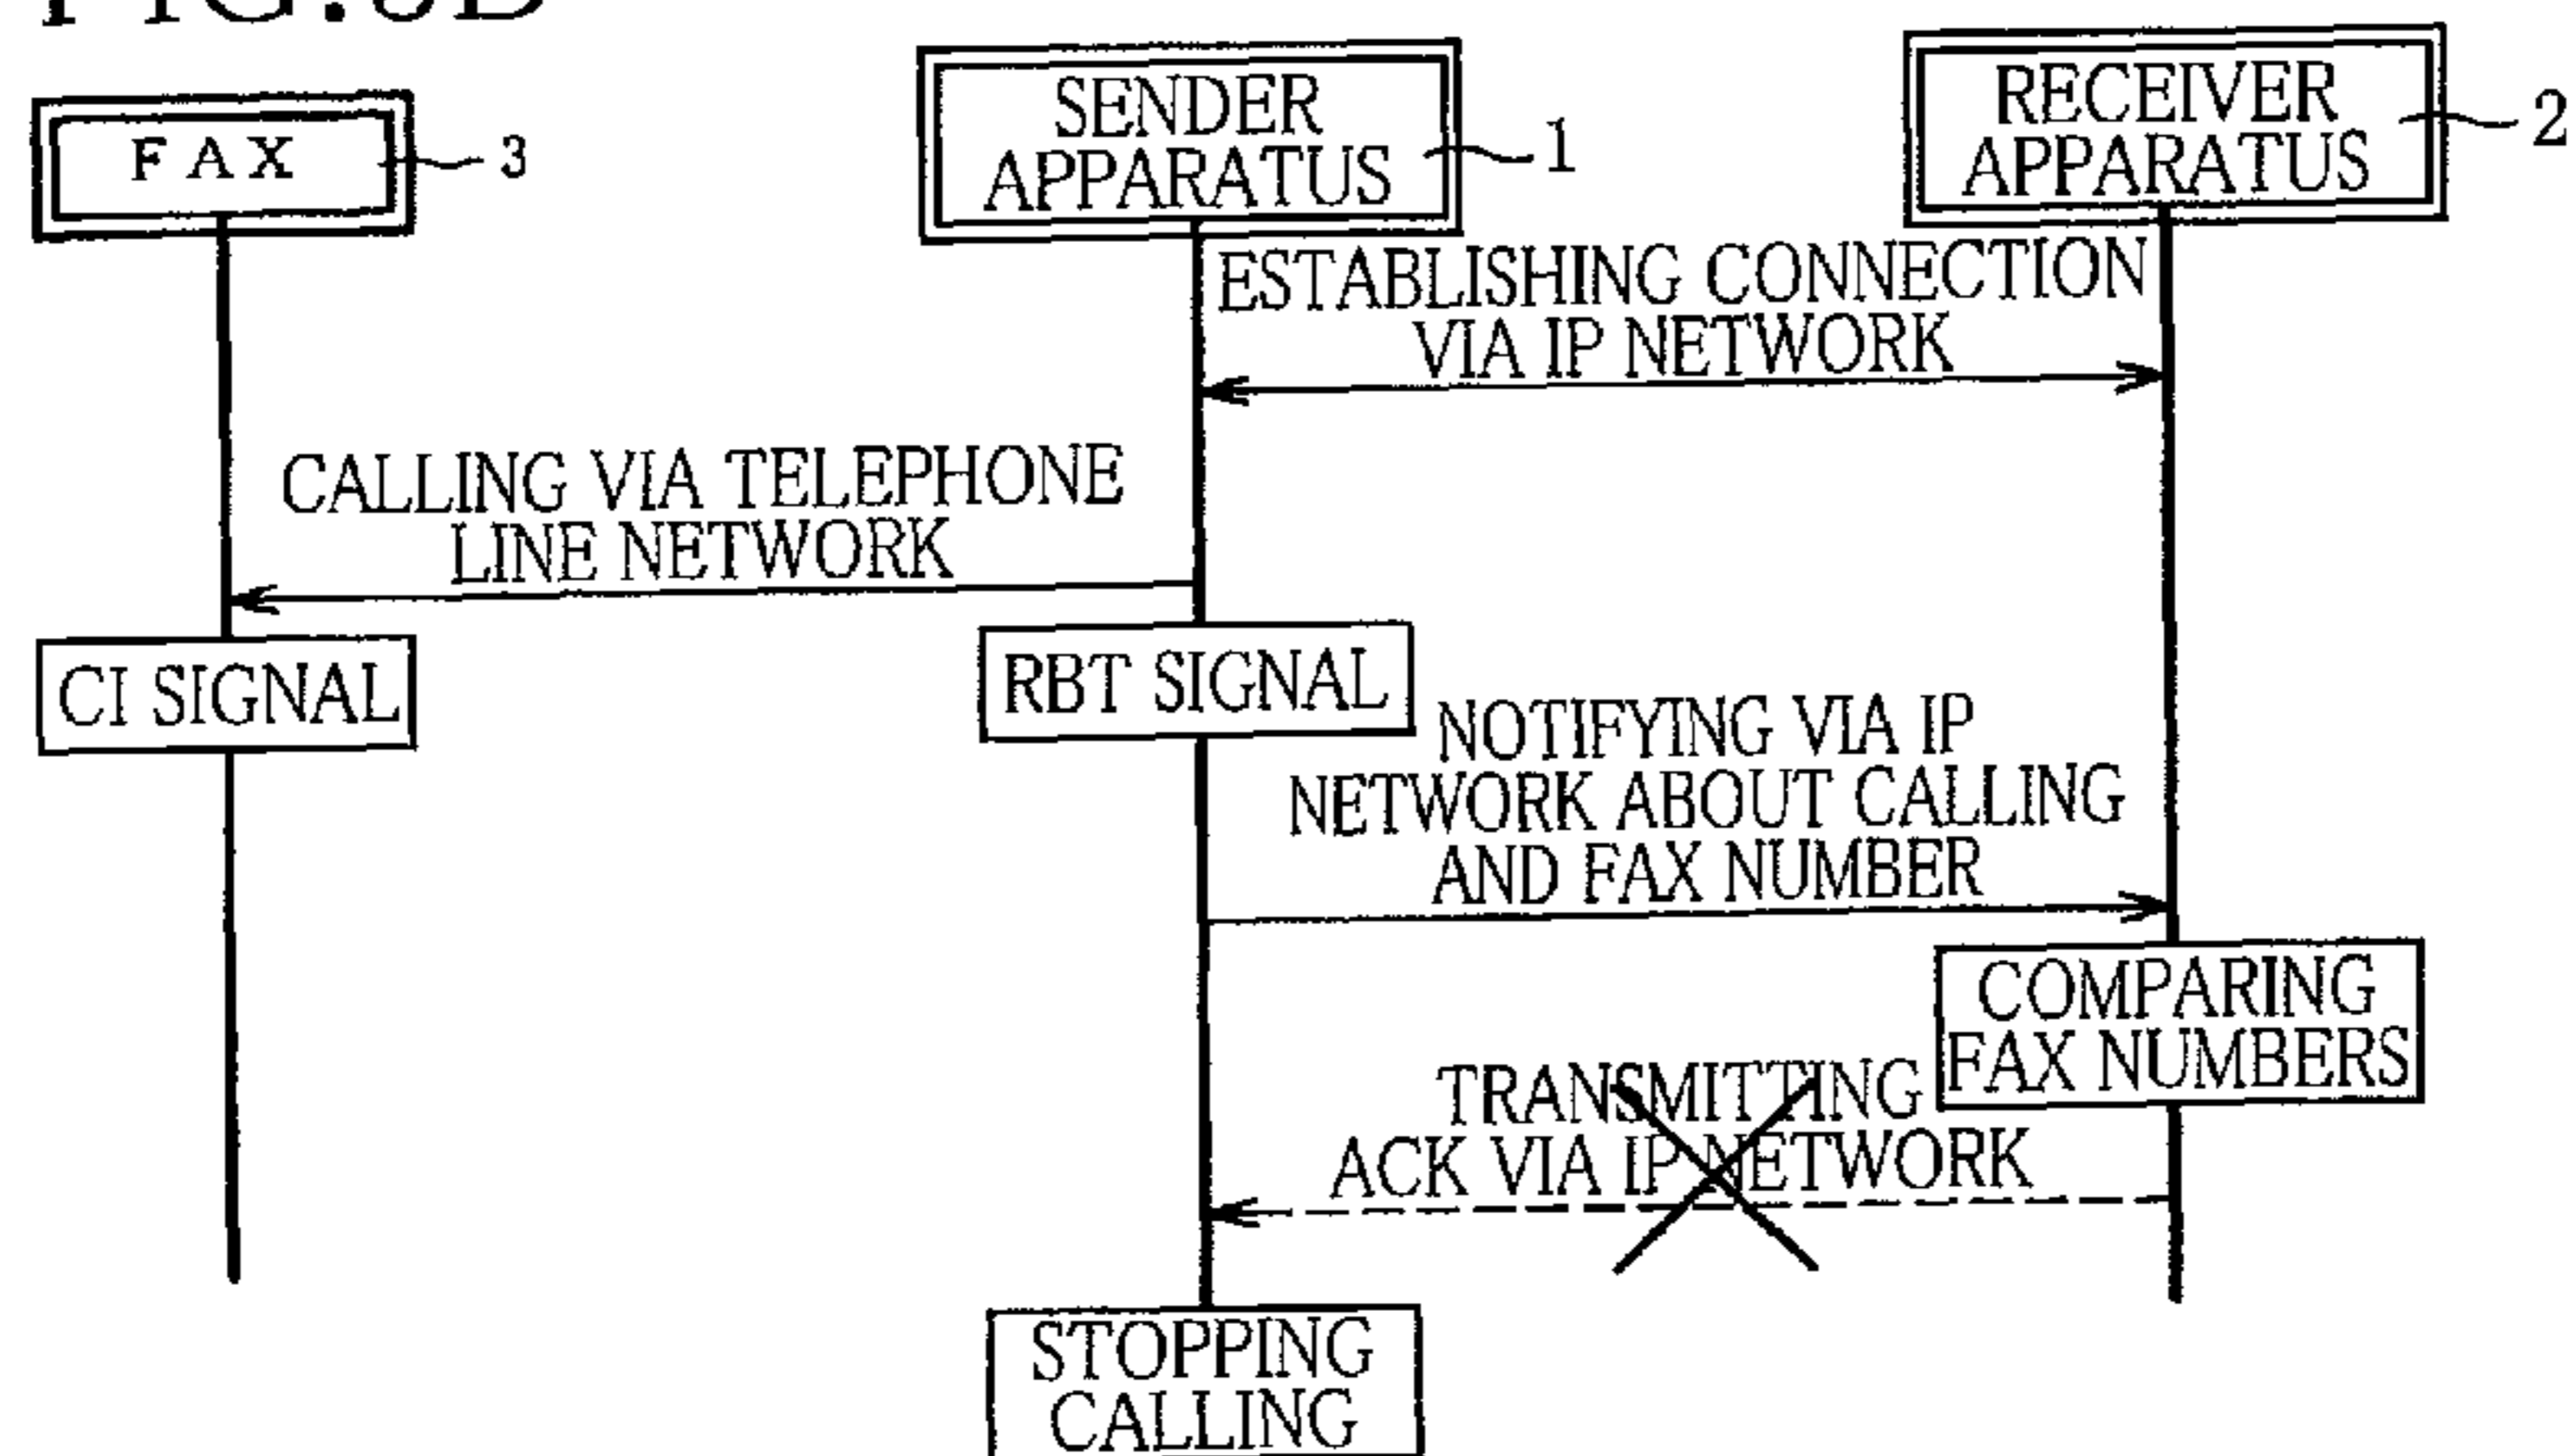 FAX
3
SENDER
APPARATUS
1
RECEIVER
APPARATUS
2
ESTABLISHING CONNECTION
VIA IP NETWORK
CALLING VIA TELEPHONE
LINE NETWORK
CI SIGNAL
RBT SIGNAL
NOTIFYING VIA IP
NETWORK ABOUT CALLING
AND FAX NUMBER
COMPARING
FAX NUMBERS
TRANSMITTING
ACK VIA IP NETWORK
STOPPING
CALLING